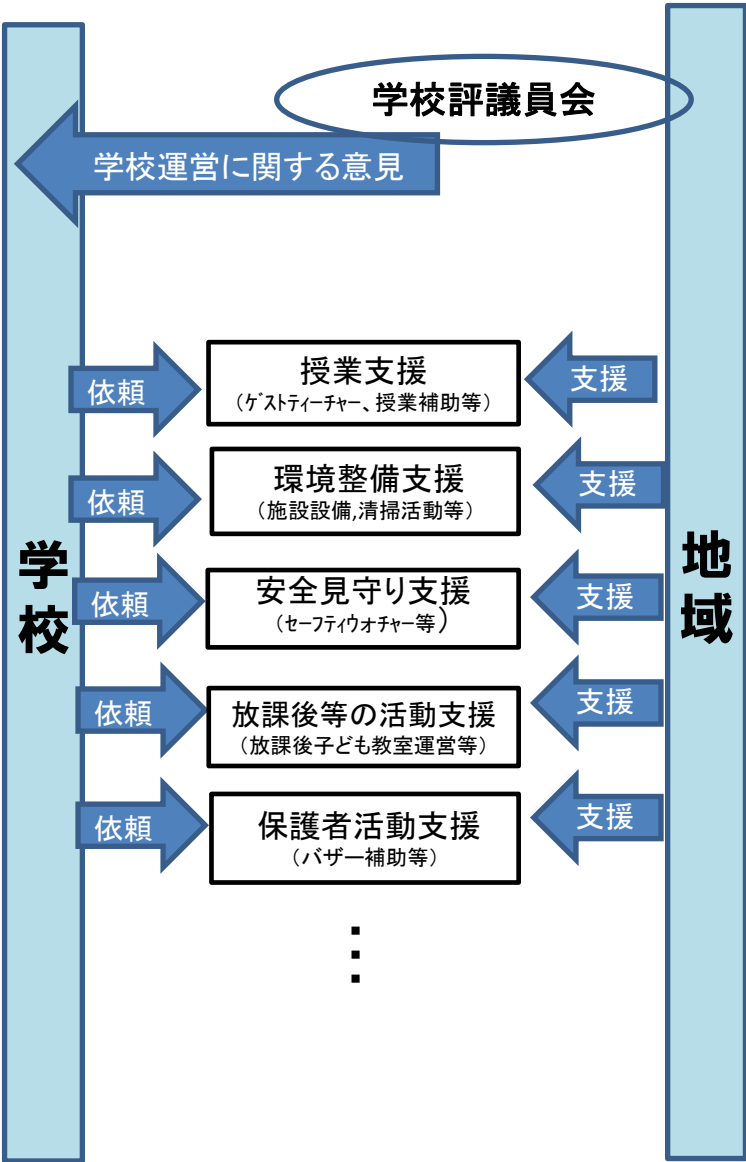 学校評議員会
学校運営に関する意見
学校
地域
依頼
授業支援
（ｹﾞｽﾄﾃｨｰﾁｬｰ、授業補助等）
支援
依頼
環境整備支援
（施設設備,清掃活動等）
支援
依頼
安全見守り支援
（ｾｰﾌﾃｨｳｫﾁｬｰ等）
支援
依頼
放課後等の活動支援
（放課後子ども教室運営等）
支援
依頼
保護者活動支援
（バザー補助等）
支援
⋮